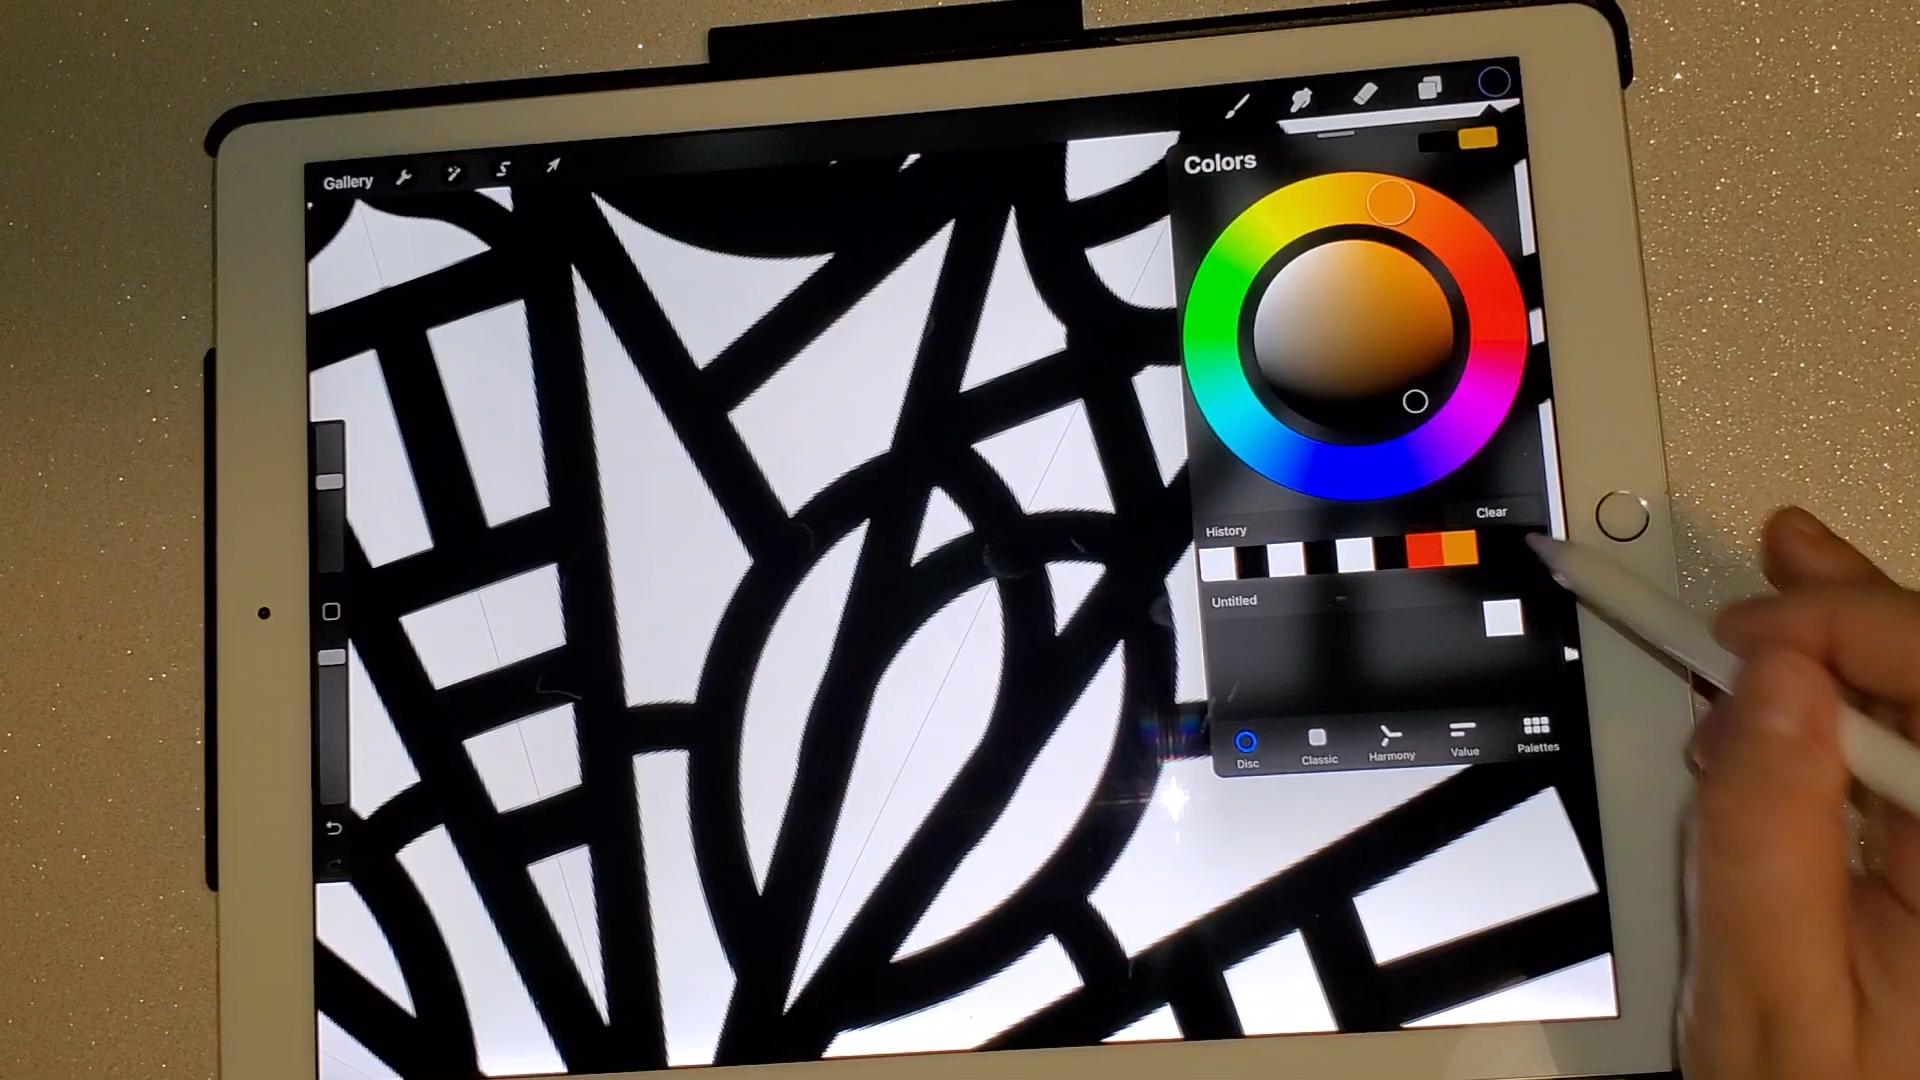 Gallery
Colors
Clear
History
Untitled
Disc
Classic
Harmony
Value
Palettes